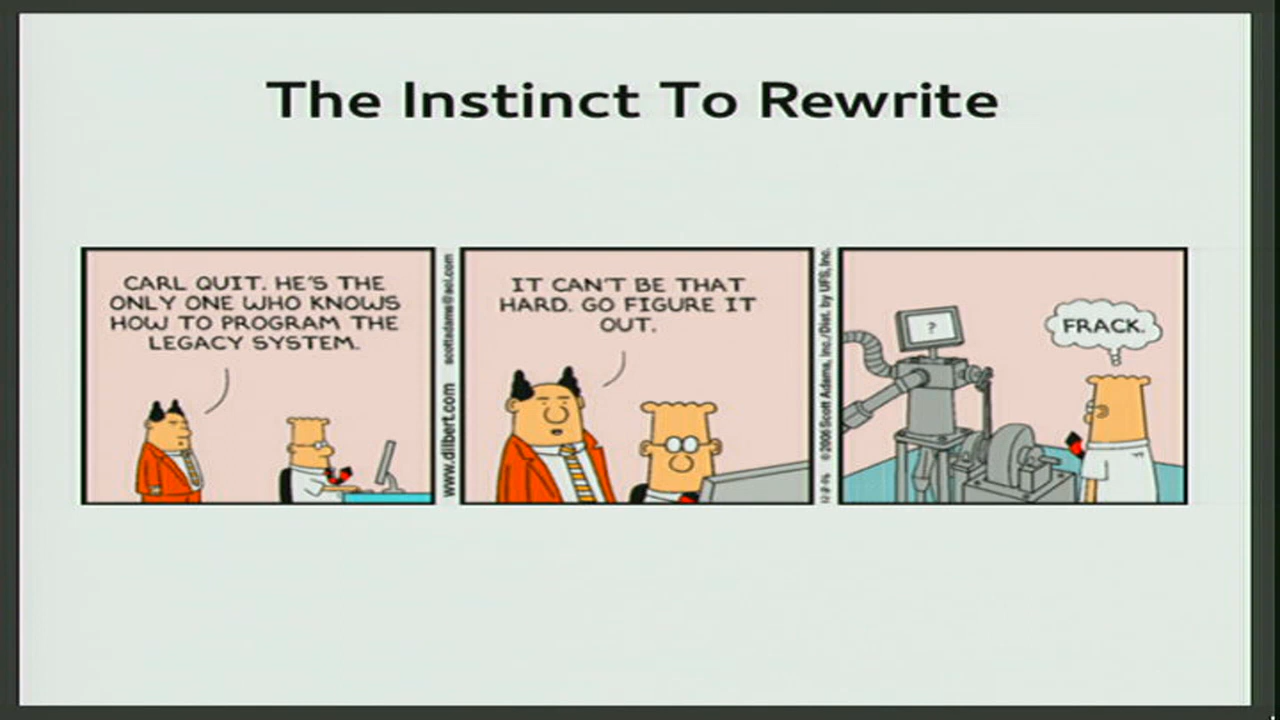 The Instinct To Rewrite
CARL QUIT. HE'S THE
ONLY ONE WHO KNOWS
HOW TO PROGRAM THE
LEGACY SYSTEM.
www.dilbert.com scottadams@aol.com
IT CAN'T BE THAT
HARD. GO FIGURE IT
OUT.
©2006 Scott Adams, Inc./Dist. by UFS, Inc.
?
FRACK.